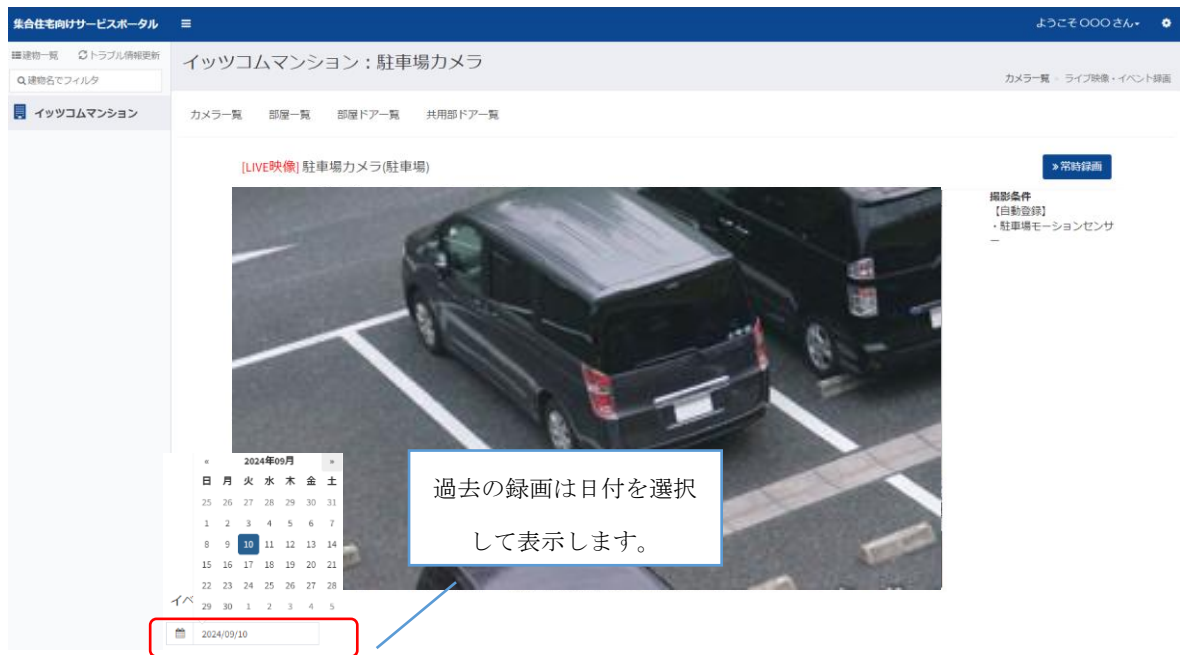 集合住宅向けサービスポータル
ようこそ〇〇〇さん
建物一覧 トラブル情報更新
建物名でフィルタ
イッツコムマンション
イッツコムマンション：駐車場カメラ
カメラ一覧 ライブ映像・イベント録画
カメラ一覧 部屋一覧 部屋ドア一覧 共用部ドア一覧
[LIVE映像] 駐車場カメラ(駐車場)
» 常時録画
撮影条件
【自動登録】
・駐車場モーションセンサ
ー
過去の録画は日付を選択
して表示します。
« 2024年09月 »
日 月 火 水 木 金 土
25 26 27 28 29 30 31
1 2 3 4 5 6 7
8 9 10 11 12 13 14
15 16 17 18 19 20 21
22 23 24 25 26 27 28
29 30 1 2 3 4 5
イベ
2024/09/10